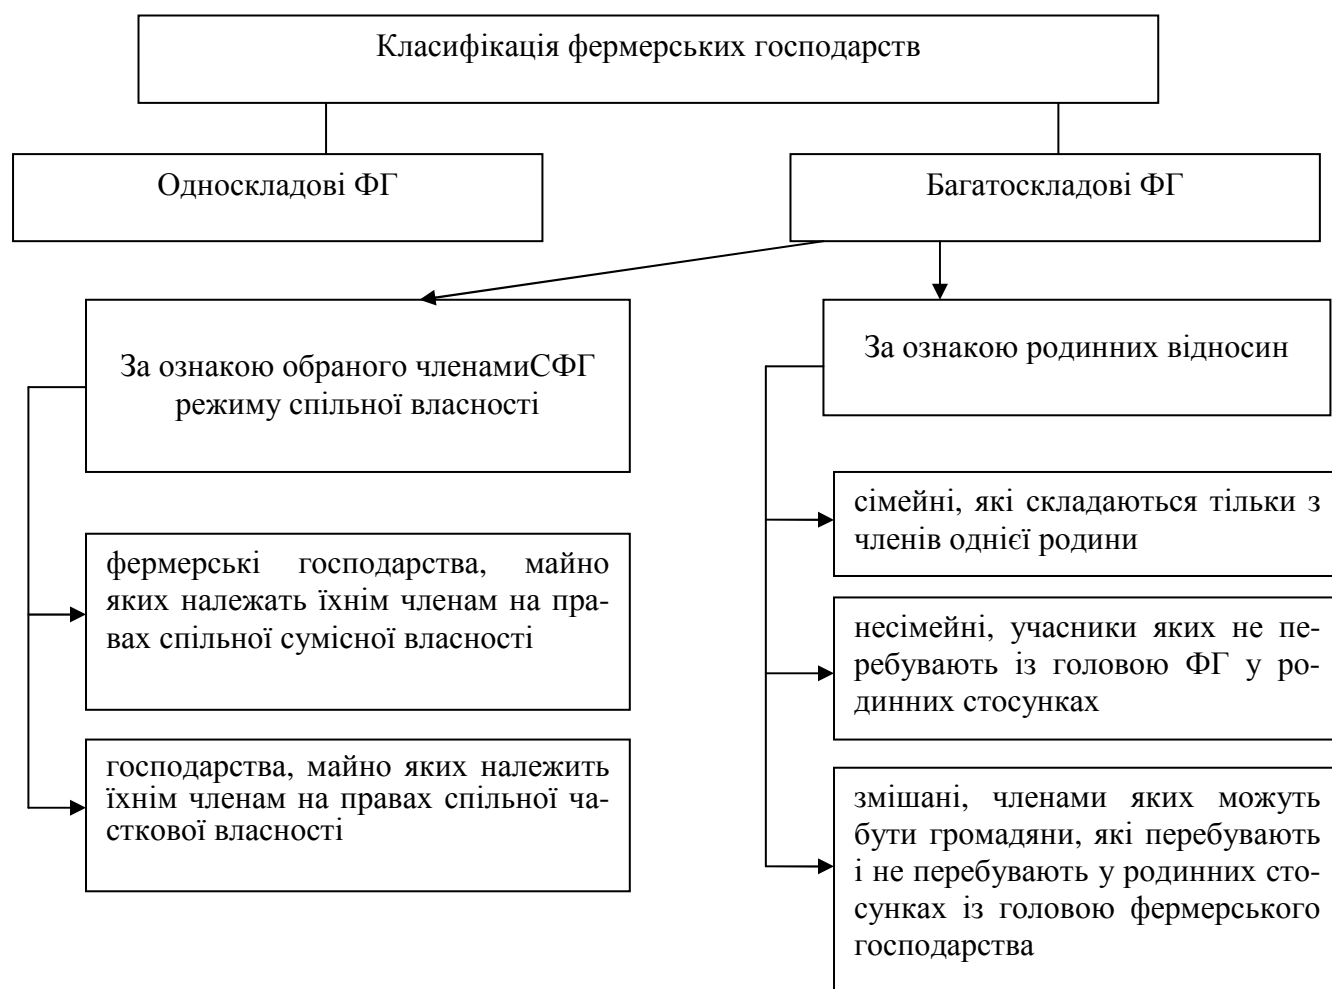 Класифікація фермерських господарств
Односкладові ФГ
Багатоскладові ФГ
За ознакою обраного членамиСФГ
режиму спільної власності
За ознакою родинних відносин
фермерські господарства, майно
яких належать їхнім членам на пра-
вах спільної сумісної власності
господарства, майно яких належить
їхнім членам на правах спільної ча-
сткової власності
сімейні, які складаються тільки з
членів однієї родини
несімейні, учасники яких не пе-
ребувають із головою ФГ у ро-
динних стосунках
змішані, членами яких можуть
бути громадяни, які перебувають
і не перебувають у родинних сто-
сунках із головою фермерського
господарства